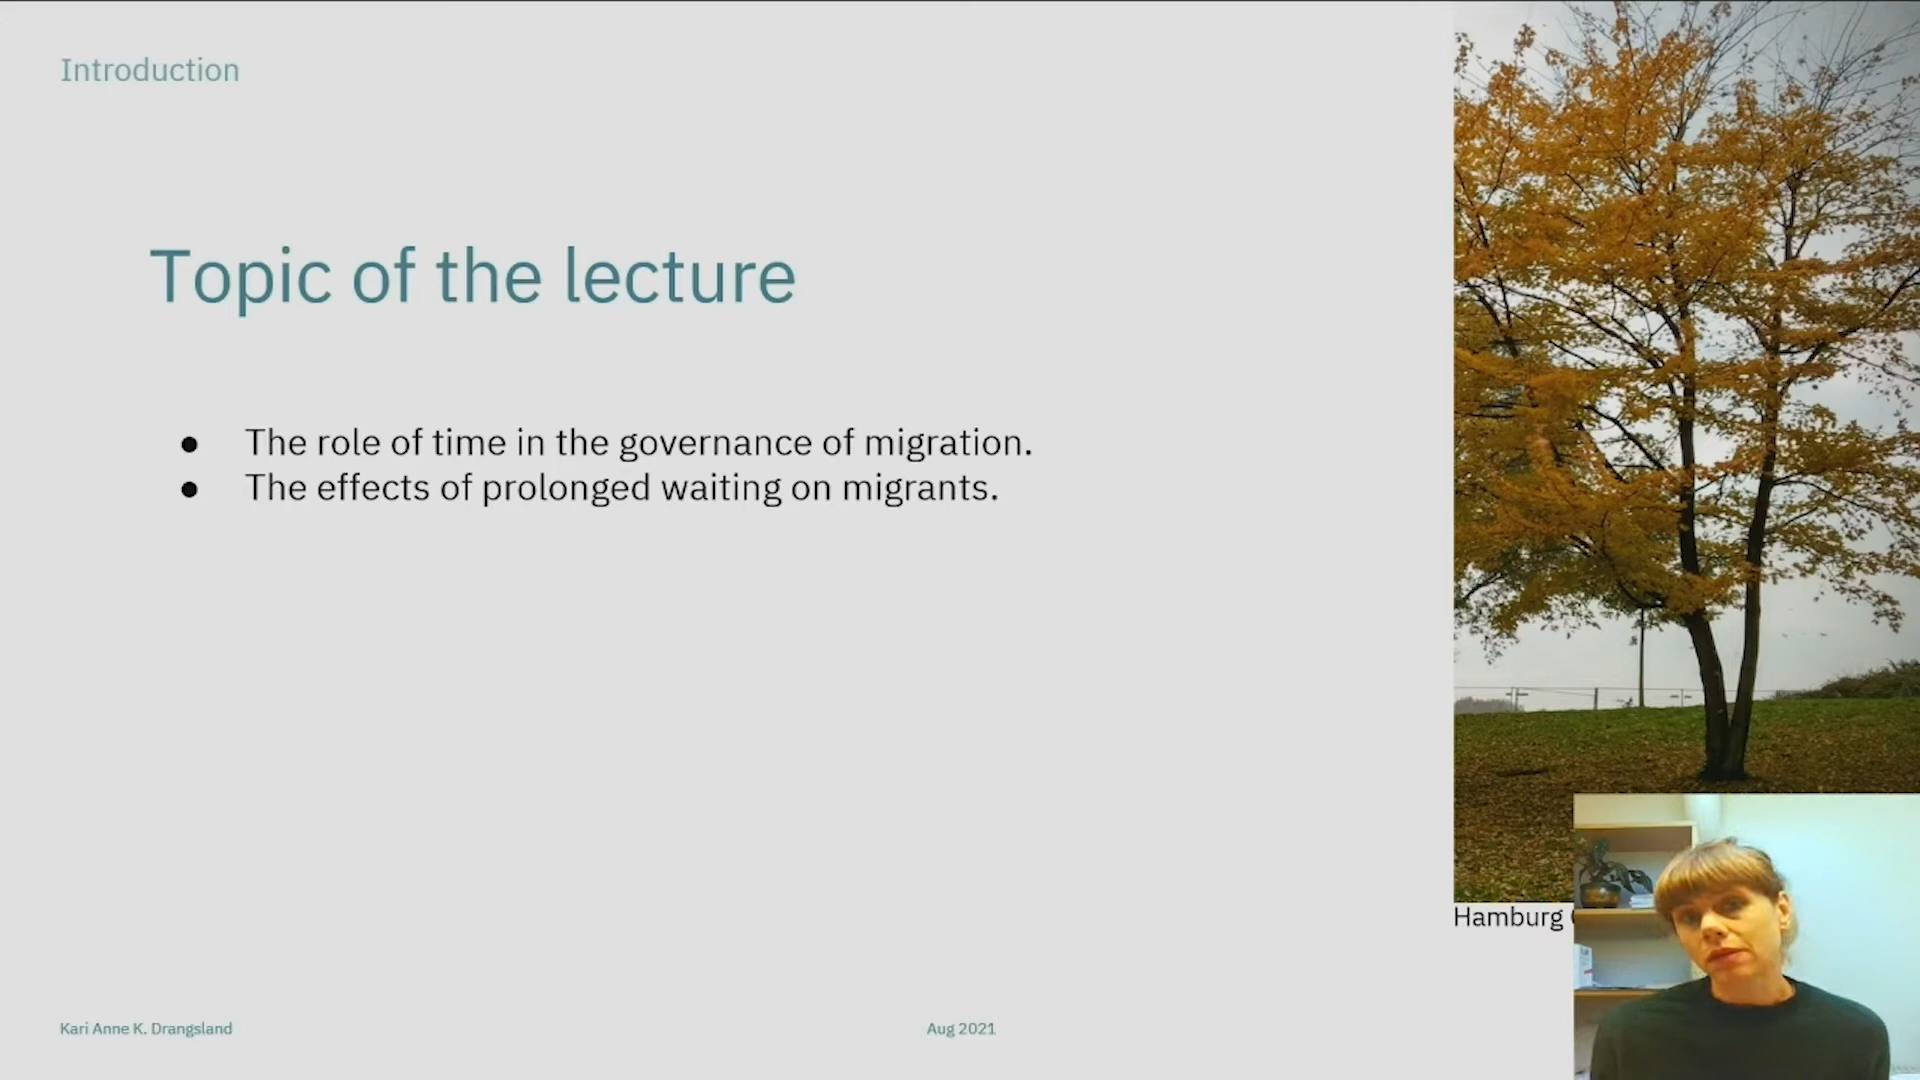 Introduction
Topic of the lecture
● The role of time in the governance of migration.
● The effects of prolonged waiting on migrants.
Hamburg
Kari Anne K. Drangsland
Aug 2021